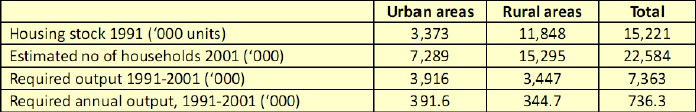 Urban areas Rural areas Total
Housing stock 1991 (‘000 units) 3,373 11,848 15,221
Estimated no of households 2001 (‘000) 7,289 15,295 22,584
Required output 1991-2001 (‘000) 3,916 3,447 7,363
Required annual output, 1991-2001 (‘000) 391.6 344.7 736.3